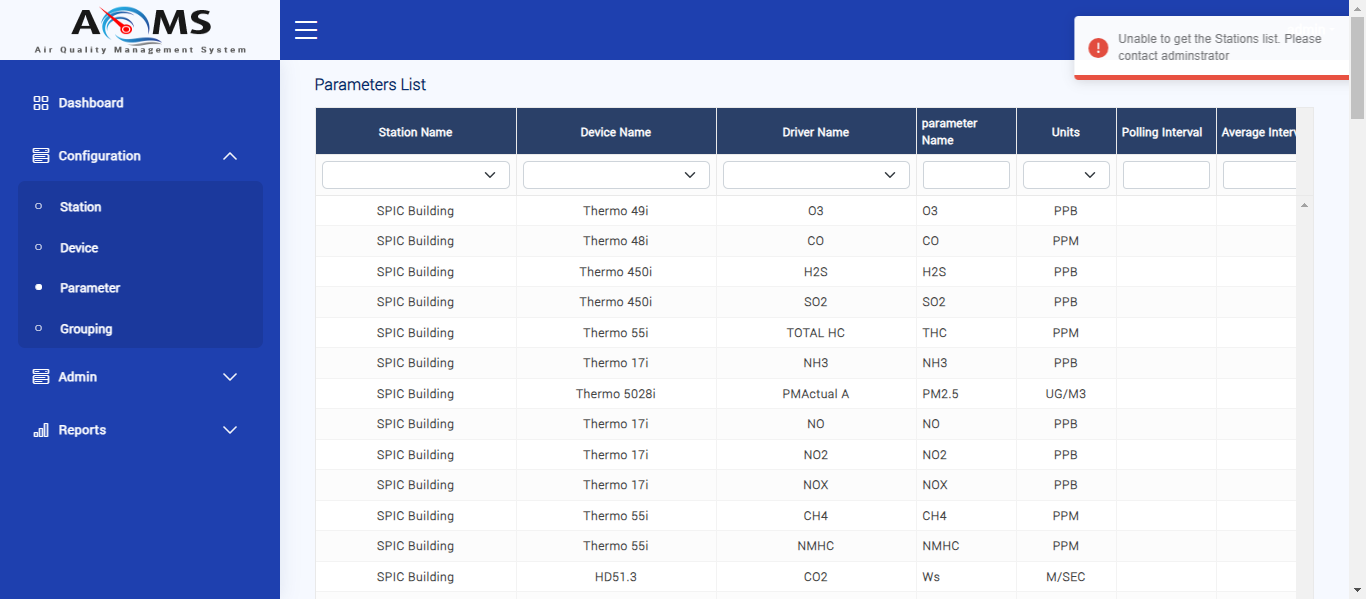 AQMS
Air Quality Management System
Unable to get the Stations list. Please
contact adminstrator
Dashboard
Configuration
Station
Device
Parameter
Grouping
Admin
Reports
Parameters List
Station Name Device Name Driver Name parameter Name Units Polling Interval Average Interv
SPIC Building Thermo 49i O3 O3 PPB
SPIC Building Thermo 48i CO CO PPM
SPIC Building Thermo 450i H2S H2S PPB
SPIC Building Thermo 450i SO2 SO2 PPB
SPIC Building Thermo 55i TOTAL HC THC PPM
SPIC Building Thermo 17i NH3 NH3 PPB
SPIC Building Thermo 5028i PMActual A PM2.5 UG/M3
SPIC Building Thermo 17i NO NO PPB
SPIC Building Thermo 17i NO2 NO2 PPB
SPIC Building Thermo 17i NOX NOX PPB
SPIC Building Thermo 55i CH4 CH4 PPM
SPIC Building Thermo 55i NMHC NMHC PPM
SPIC Building HD51.3 CO2 Ws M/SEC